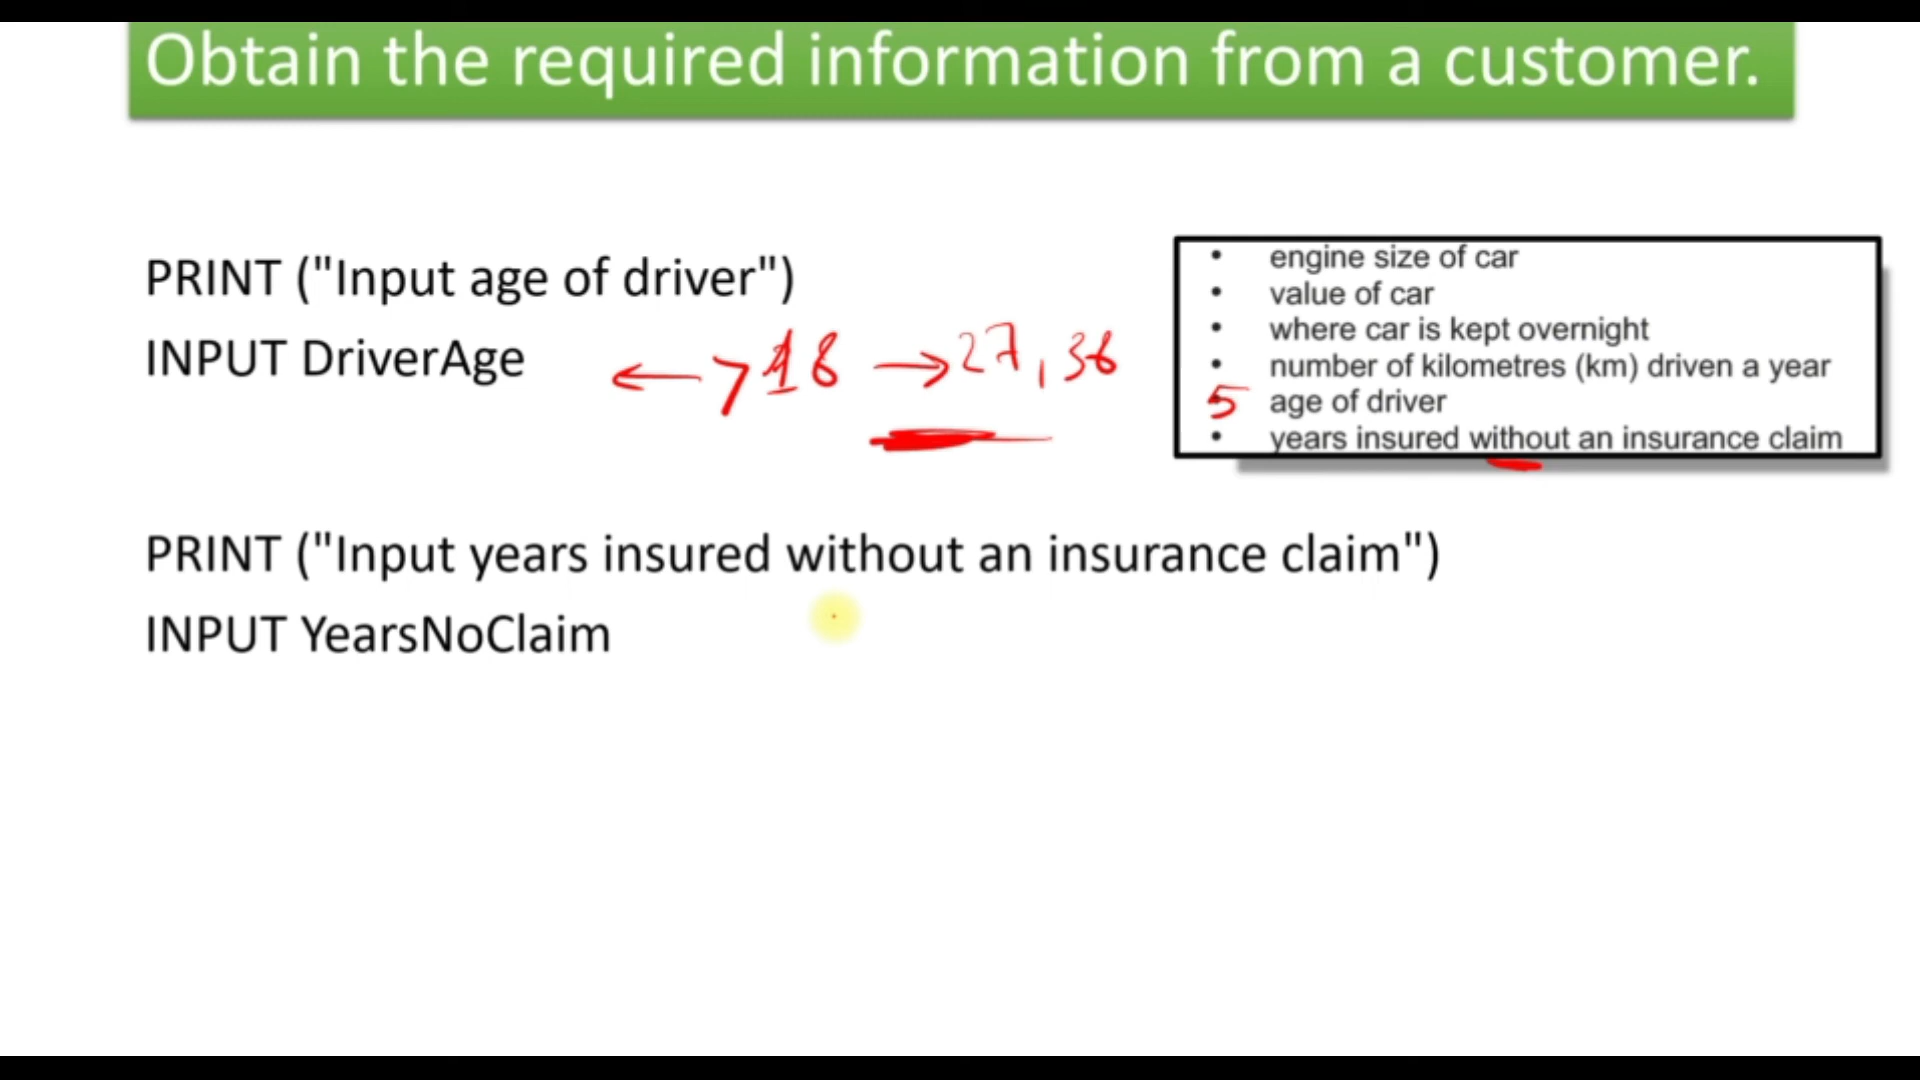 Obtain the required information from a customer.
PRINT ("Input age of driver")
INPUT DriverAge
← >18 → 27, 36
• engine size of car
• value of car
• where car is kept overnight
• number of kilometres (km) driven a year
5 age of driver
• years insured without an insurance claim
PRINT ("Input years insured without an insurance claim")
INPUT YearsNoClaim